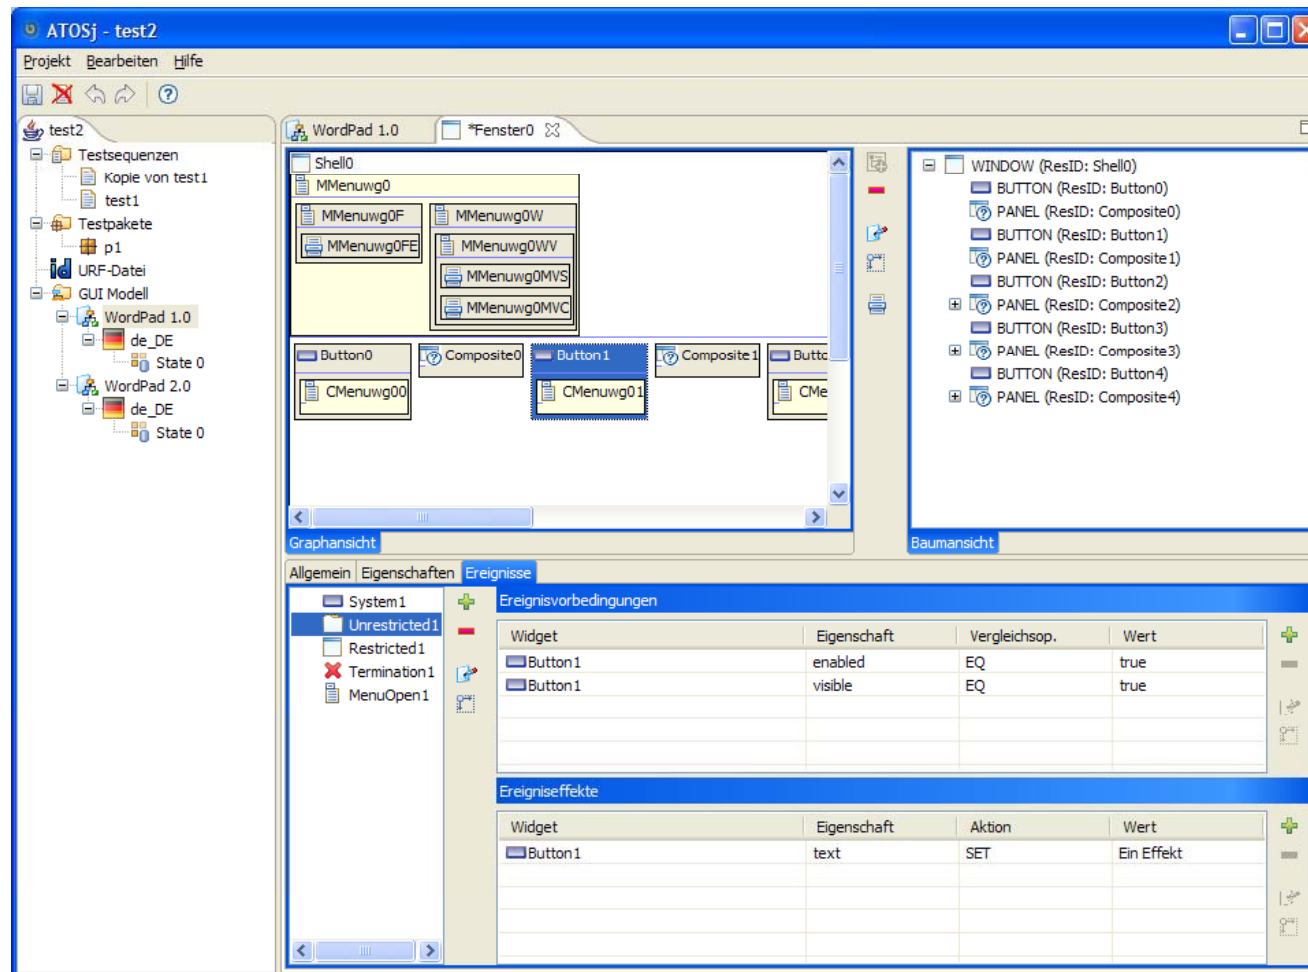 ATOSj - test2
Projekt Bearbeiten Hilfe
test2
Testsequenzen
Kopie von test1
test1
Testpakete
p1
id URF-Datei
GUI Modell
WordPad 1.0
de_DE
State 0
WordPad 2.0
de_DE
State 0
WordPad 1.0 *Fenster0
Shell0
MMenuwg0
MMenuwg0F MMenuwg0W
MMenuwg0FE MMenuwg0WV
MMenuwg0MVS
MMenuwg0MVC
Button0 Composite0 Button1 Composite1 Butto
CMenuwg00 CMenuwg01 CMe
Graphansicht
WINDOW (ResID: Shell0)
BUTTON (ResID: Button0)
PANEL (ResID: Composite0)
BUTTON (ResID: Button1)
PANEL (ResID: Composite1)
BUTTON (ResID: Button2)
PANEL (ResID: Composite2)
BUTTON (ResID: Button3)
PANEL (ResID: Composite3)
BUTTON (ResID: Button4)
PANEL (ResID: Composite4)
Baumansicht
Allgemein Eigenschaften Ereignisse
System1
Unrestricted1
Restricted1
Termination1
MenuOpen1
Ereignisvorbedingungen
Widget Eigenschaft Vergleichsop. Wert
Button1 enabled EQ true
Button1 visible EQ true
Ereigniseffekte
Widget Eigenschaft Aktion Wert
Button1 text SET Ein Effekt